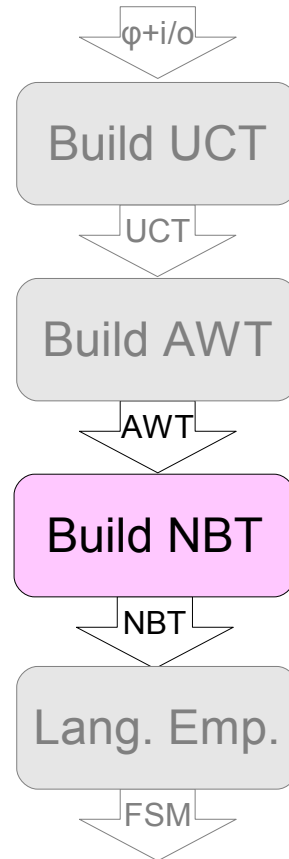 φ+i/o
Build UCT
UCT
Build AWT
AWT
Build NBT
NBT
Lang. Emp.
FSM